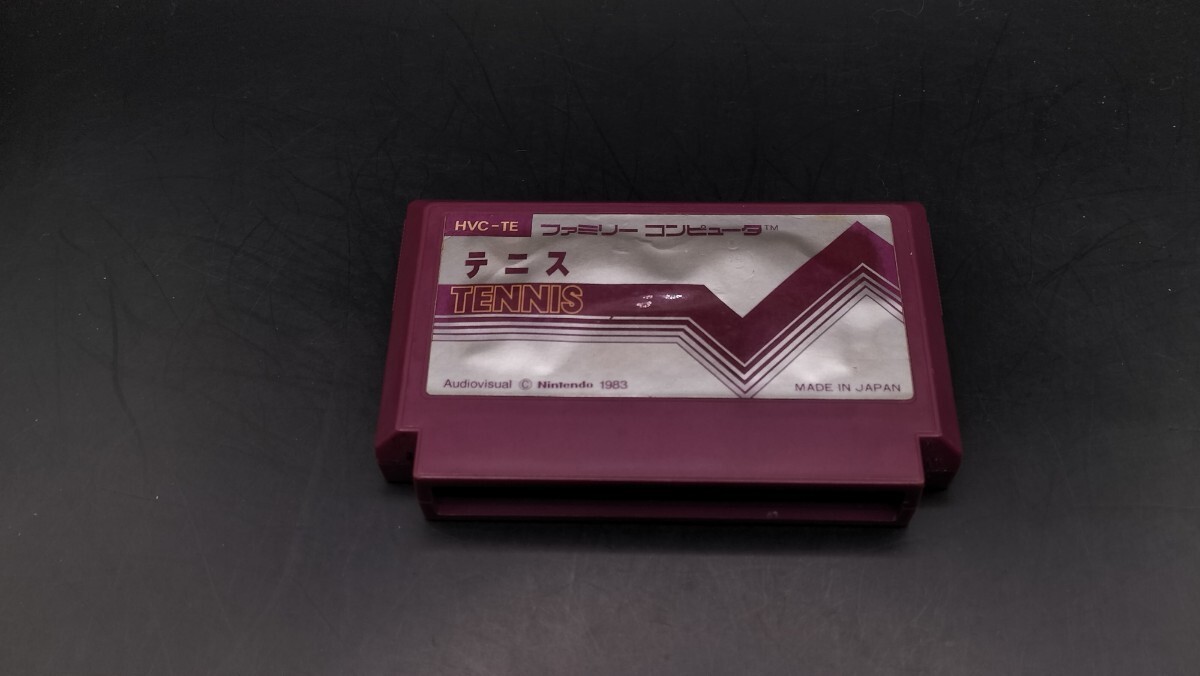 HVC-TE ファミリー コンピュータ™
テニス
TENNIS
Audiovisual © Nintendo 1983
MADE IN JAPAN